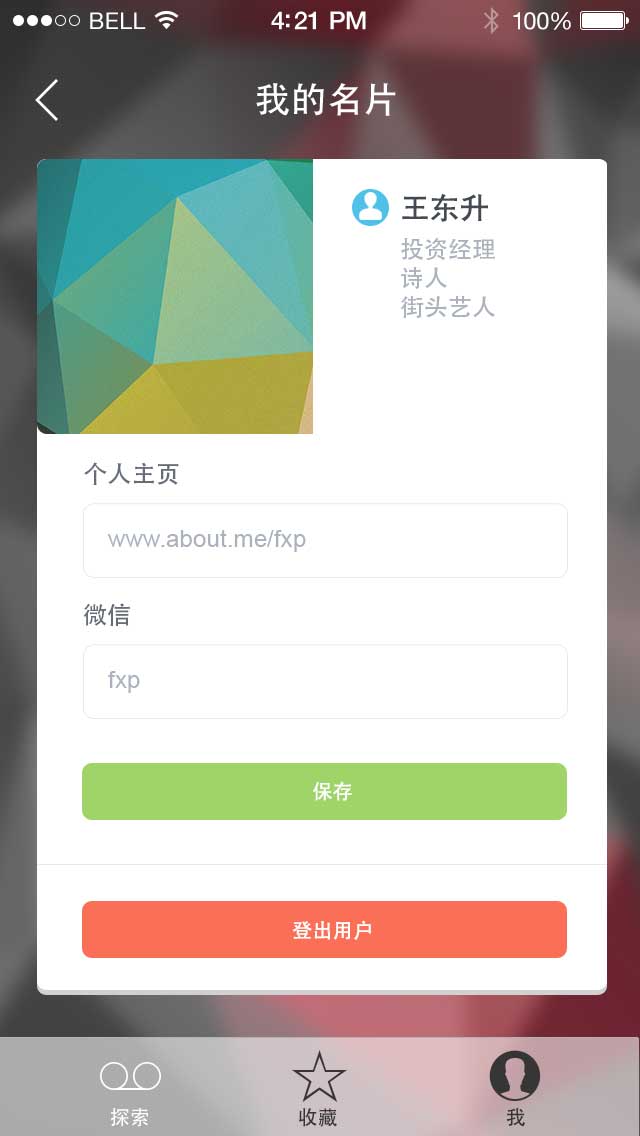 BELL 4:21 PM 100%
我的名片
王东升
投资经理
诗人
街头艺人
个人主页
www.about.me/fxp
微信
fxp
保存
登出用户
探索 收藏 我